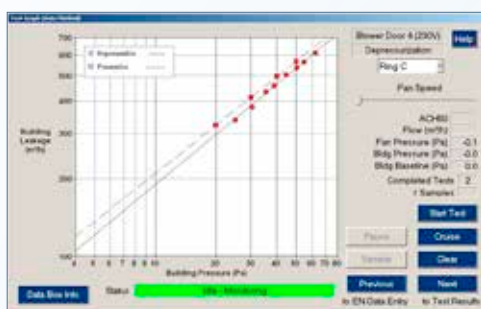 Blower Door 4 (230V)
Help
Depressurization
Ring C
Fan Speed
Depressurize
Pressurize
Building
Leakage
(m³/h)
700
600
500
400
300
200
100
4 5 6 7 8 9 10 20 30 40 50 60 70 80
Building Pressure (Pa)
ACH50
Flow (m³/h)
Fan Pressure (Pa) -0.1
Bldg Pressure (Pa) -0.0
Bldg Baseline (Pa) 0.0
Completed Tests 2
Samples
Start Test
Pause
Cruise
Clear
Previous
Next
Data Box Info
Status
Idle - Monitoring
to EN Data Entry
to Test Results